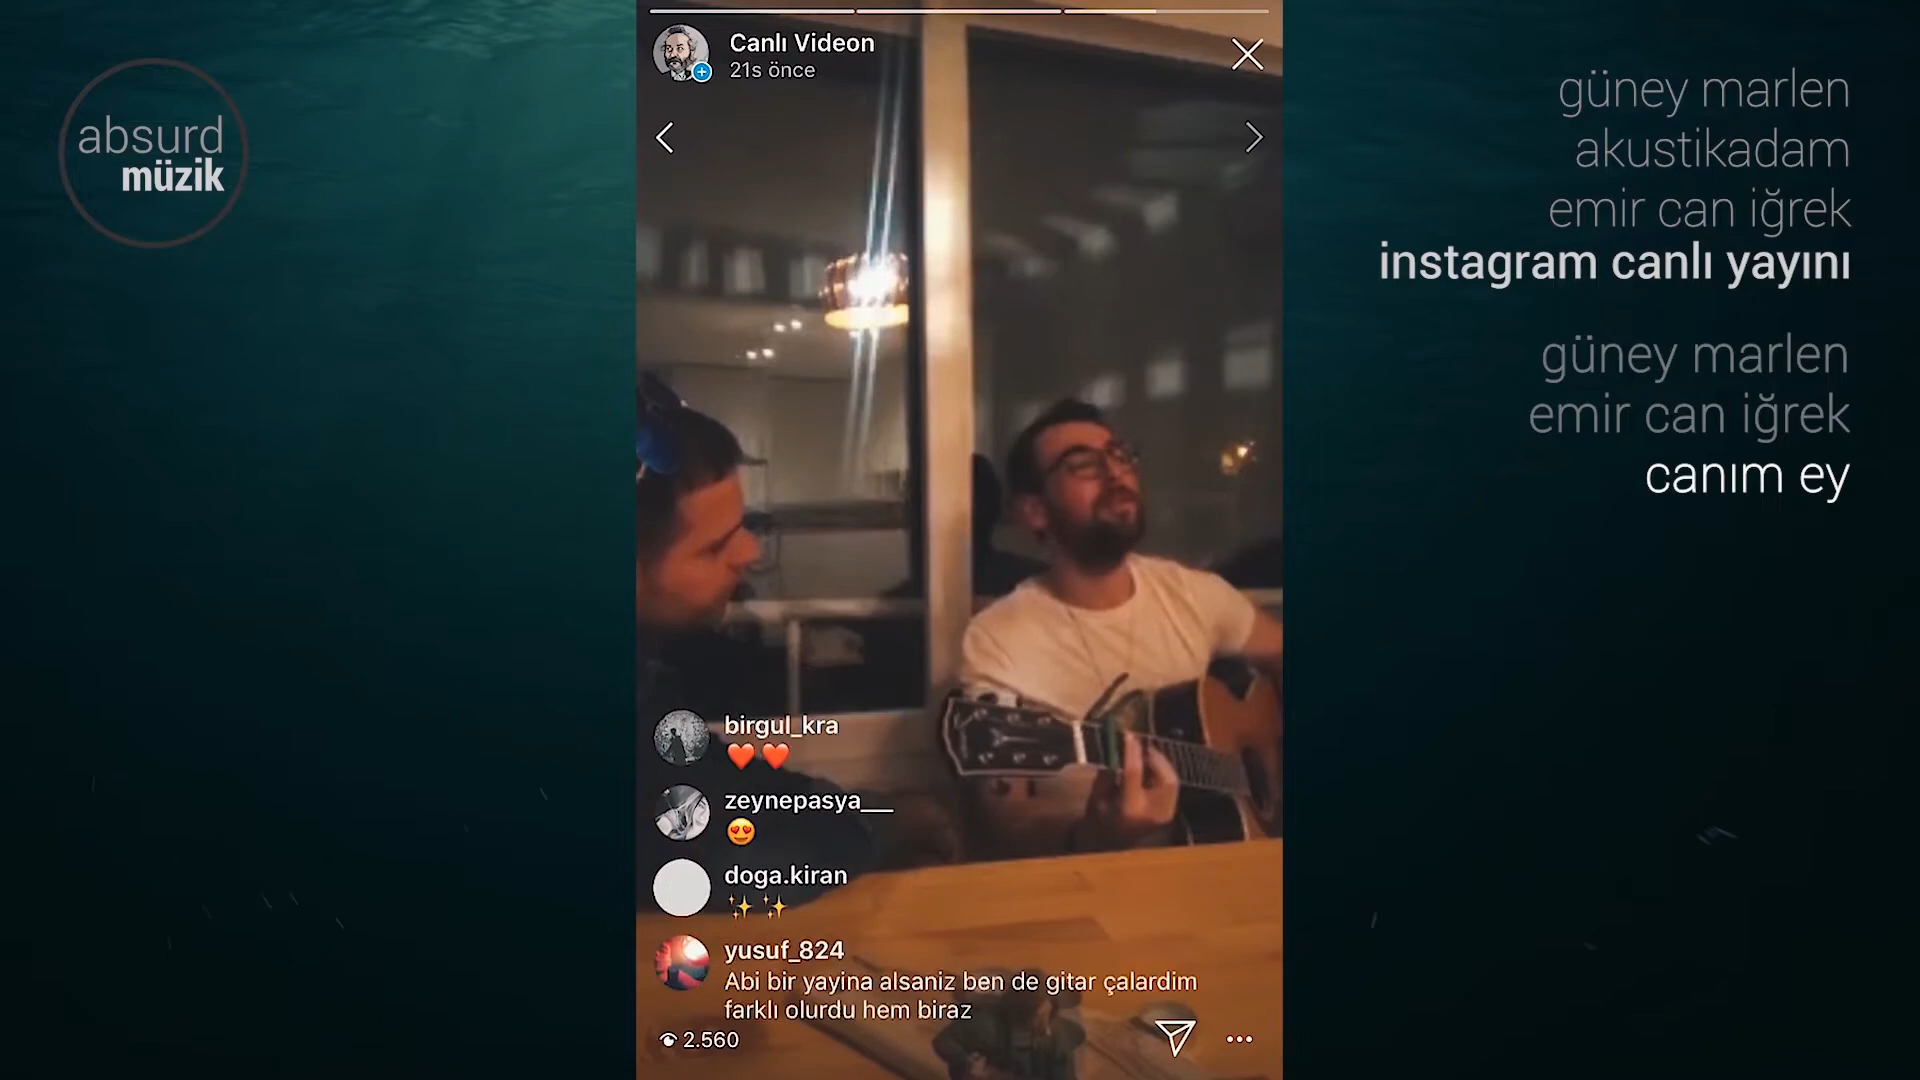 absurd
müzik
Canlı Videon
21s önce
güney marlen
akustikadam
emir can iğrek
instagram canlı yayını
güney marlen
emir can iğrek
canım ey
birgul_kra
❤️ ❤️
zeynepasya___
😍
doga.kiran
✨ ✨
yusuf_824
Abi bir yayina alsaniz ben de gitar çalardim
farklı olurdu hem biraz
2.560